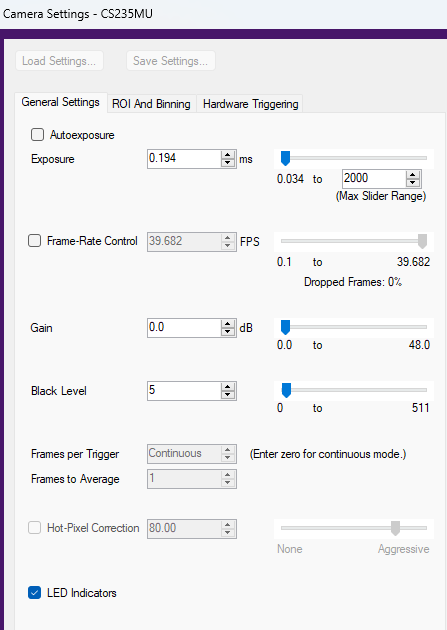 Camera Settings - CS235MU
Load Settings... Save Settings...
General Settings ROI And Binning Hardware Triggering
Autoexposure
Exposure 0.194 ms
0.034 to 2000
(Max Slider Range)
Frame-Rate Control 39.682 FPS
0.1 to 39.682
Dropped Frames: 0%
Gain 0.0 dB
0.0 to 48.0
Black Level 5
0 to 511
Frames per Trigger Continuous (Enter zero for continuous mode.)
Frames to Average 1
Hot-Pixel Correction 80.00
None Aggressive
LED Indicators